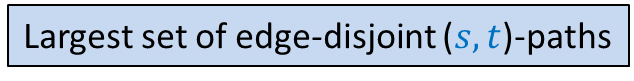 Largest set of edge-disjoint (s, t)-paths